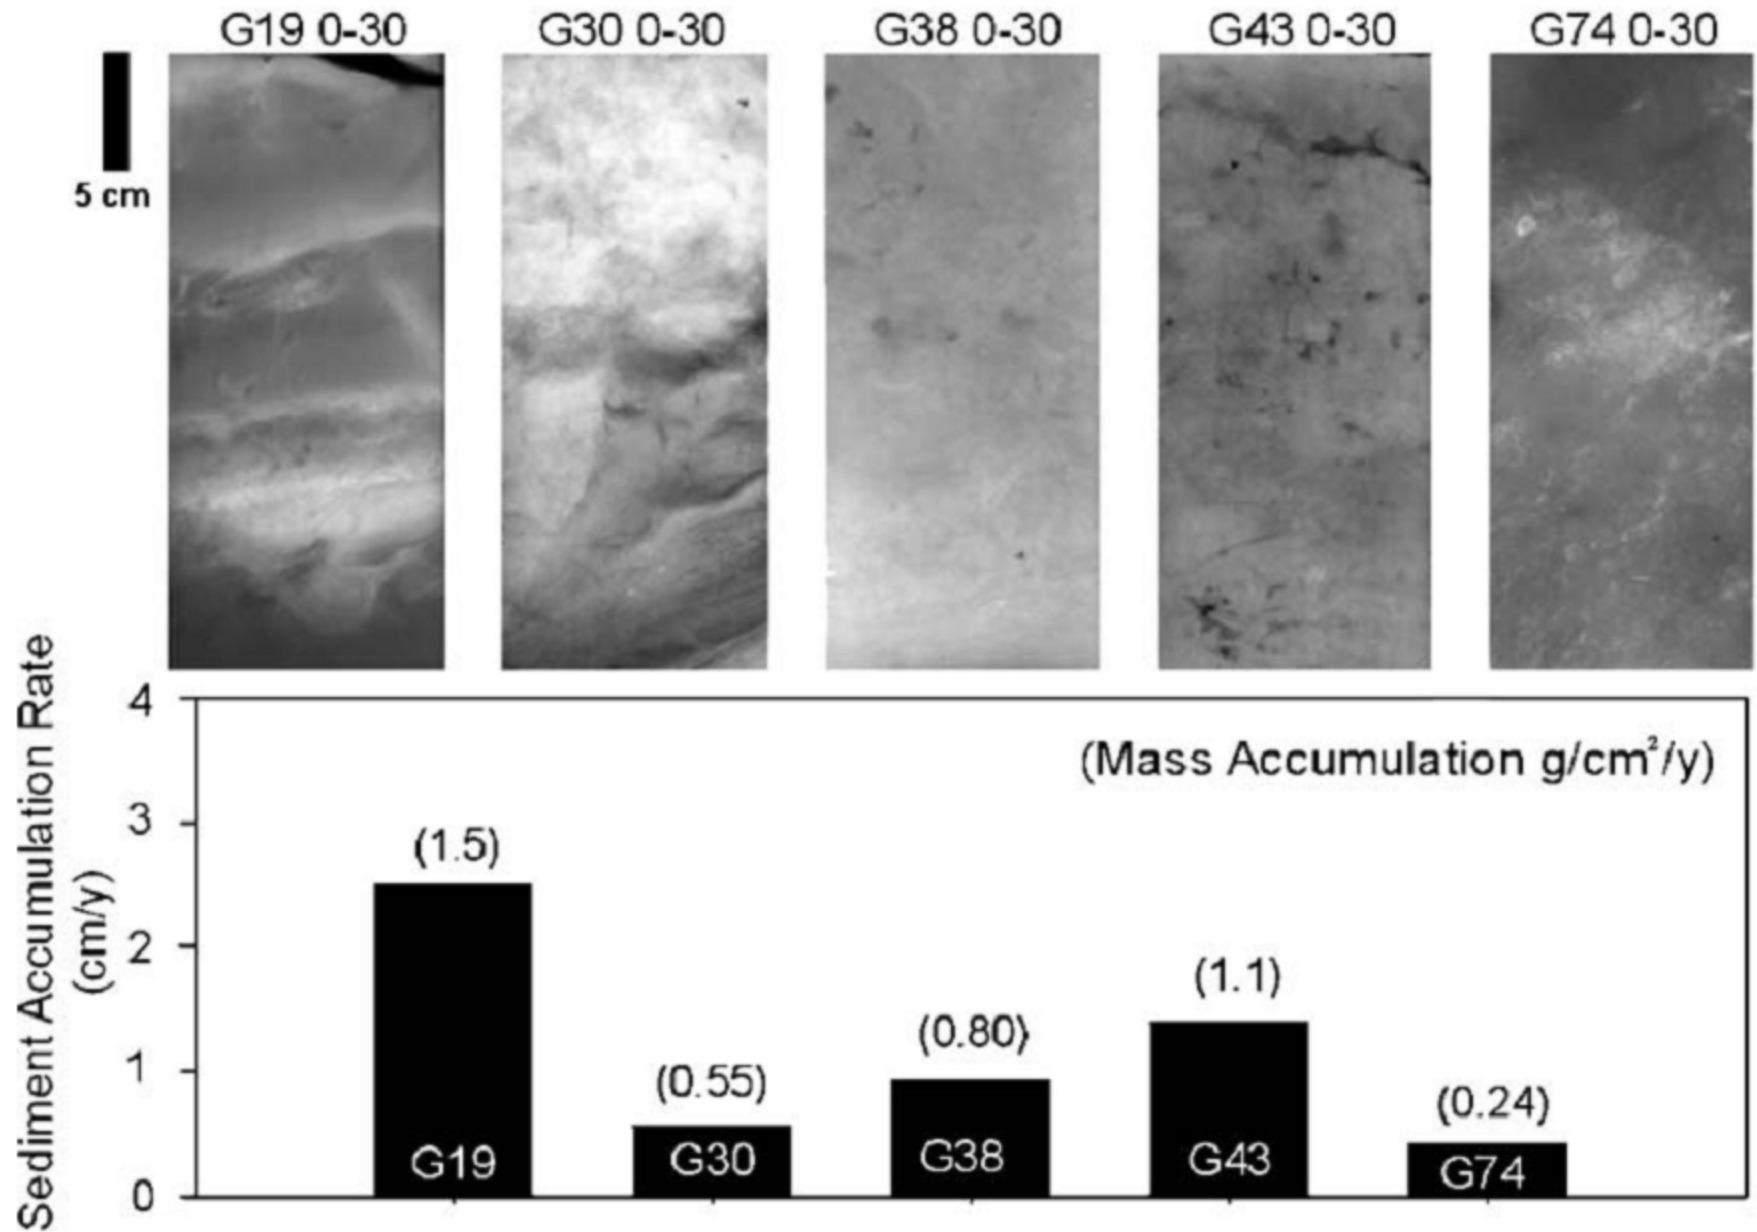 G19 0-30
G30 0-30
G38 0-30
G43 0-30
G74 0-30
5 cm
Sediment Accumulation Rate
(cm/y)
4
3
2
1
0
(Mass Accumulation g/cm²/y)
(1.5)
(0.55)
(0.80)
(1.1)
(0.24)
G19
G30
G38
G43
G74